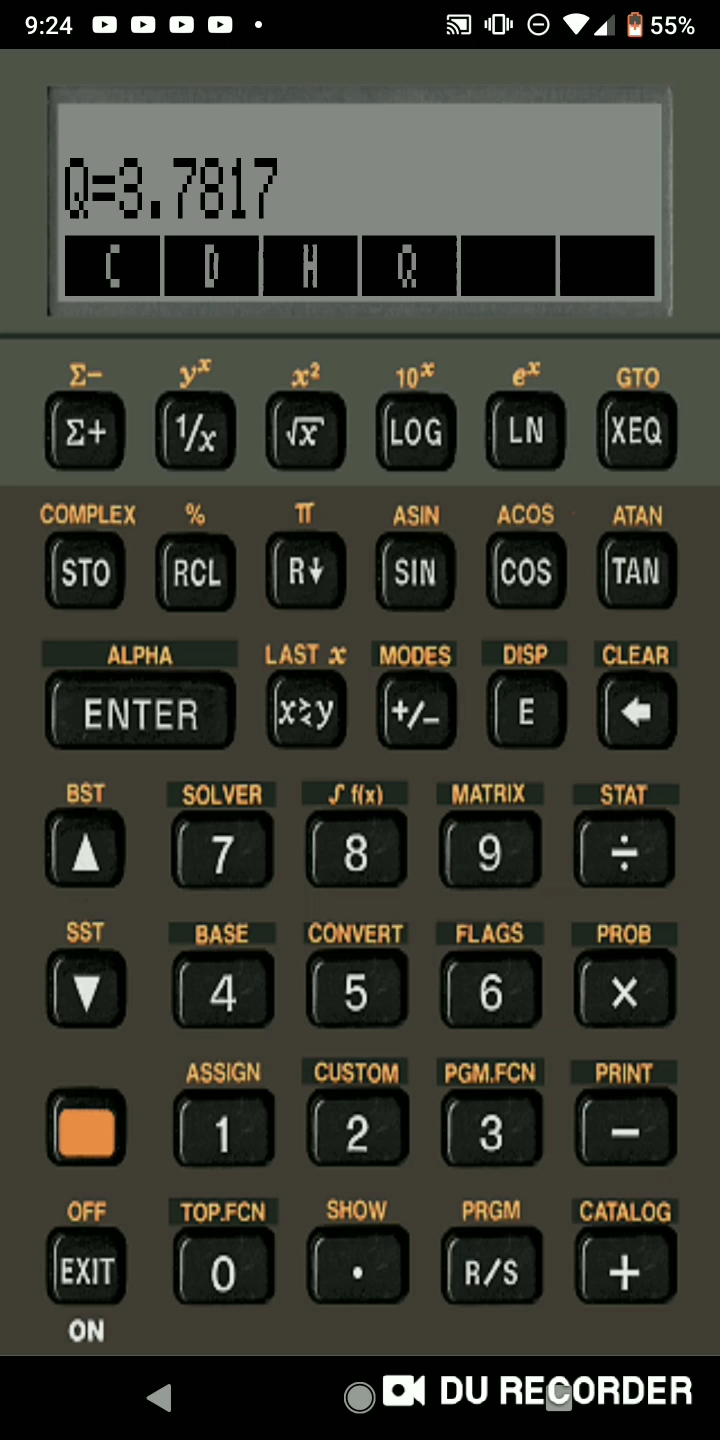 9:24 55%
Q=3.7817
C D H Q
Σ− yˣ x² 10ˣ eˣ GTO
Σ+ 1/x √x LOG LN XEQ
COMPLEX % π ASIN ACOS ATAN
STO RCL R↓ SIN COS TAN
ALPHA LAST x MODES DISP CLEAR
ENTER x≷y +/− E ←
BST SOLVER ∫ f(x) MATRIX STAT
▲ 7 8 9 ÷
SST BASE CONVERT FLAGS PROB
▼ 4 5 6 ×
ASSIGN CUSTOM PGM.FCN PRINT
1 2 3 −
OFF TOP.FCN SHOW PRGM CATALOG
EXIT 0 . R/S +
ON
DU RECORDER